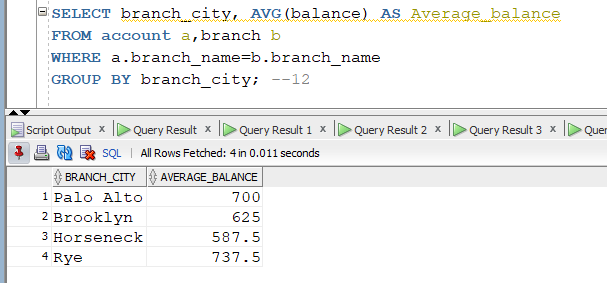 SELECT branch_city, AVG(balance) AS Average_balance
FROM account a,branch b
WHERE a.branch_name=b.branch_name
GROUP BY branch_city; --12
Script Output x Query Result x Query Result 1 x Query Result 2 x Query Result 3 x Que
SQL | All Rows Fetched: 4 in 0.011 seconds
BRANCH_CITY AVERAGE_BALANCE
1 Palo Alto 700
2 Brooklyn 625
3 Horseneck 587.5
4 Rye 737.5